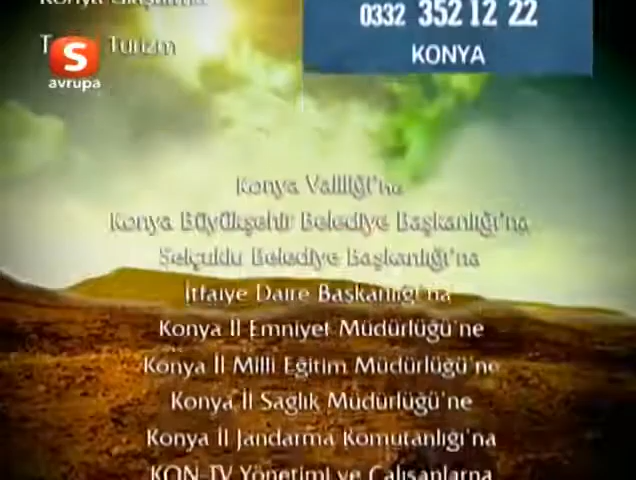 Konya Ulaşım
0332 352 12 22
Turizm
KONYA
S
avrupa
Konya Valiliği'ne
Konya Büyükşehir Belediye Başkanlığı'na
Selçuklu Belediye Başkanlığı'na
İtfaiye Daire Başkanlığı'na
Konya İl Emniyet Müdürlüğü'ne
Konya İl Milli Eğitim Müdürlüğü'ne
Konya İl Sağlık Müdürlüğü'ne
Konya İl Jandarma Komutanlığı'na
KON-TV Yönetimi ve Çalışanlarına